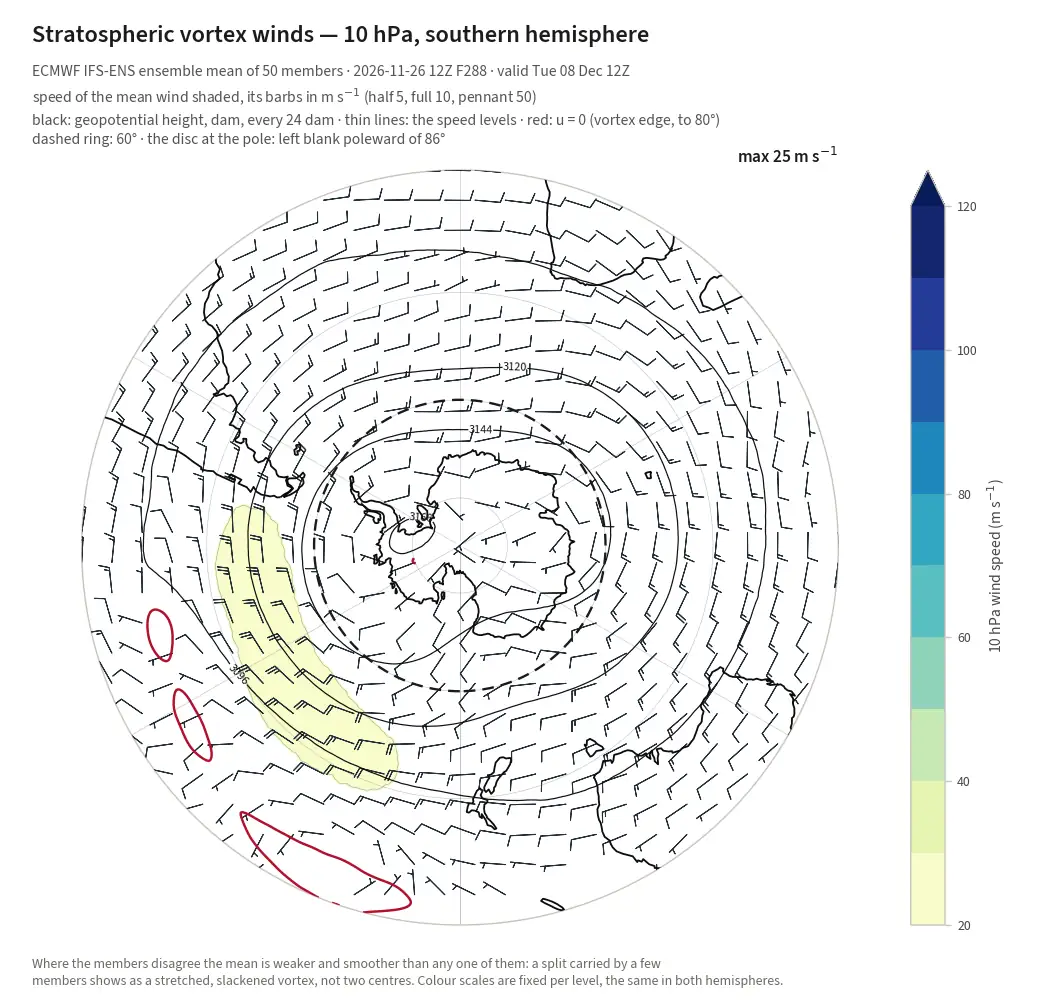 Stratospheric vortex winds — 10 hPa, southern hemisphere
ECMWF IFS-ENS ensemble mean of 50 members · 2026-11-26 12Z F288 · valid Tue 08 Dec 12Z
speed of the mean wind shaded, its barbs in m s⁻¹ (half 5, full 10, pennant 50)
black: geopotential height, dam, every 24 dam · thin lines: the speed levels · red: u = 0 (vortex edge, to 80°)
dashed ring: 60° · the disc at the pole: left blank poleward of 86°
max 25 m s⁻¹
120
100
80
60
40
20
10 hPa wind speed (m s⁻¹)
3120
3144
3096
Where the members disagree the mean is weaker and smoother than any one of them: a split carried by a few
members shows as a stretched, slackened vortex, not two centres. Colour scales are fixed per level, the same in both hemispheres.